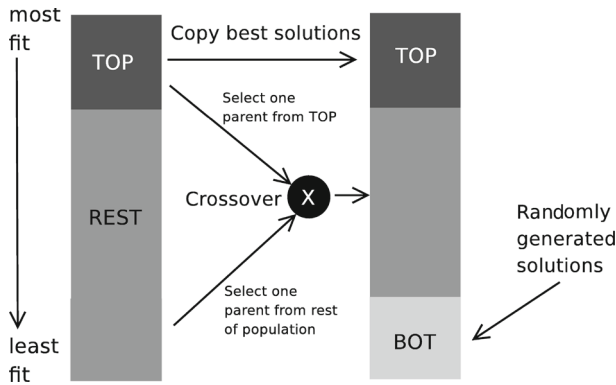 most
fit
TOP
Copy best solutions
TOP
Select one
parent from TOP
Crossover
X
REST
Randomly
generated
solutions
Select one
parent from rest
of population
BOT
least
fit